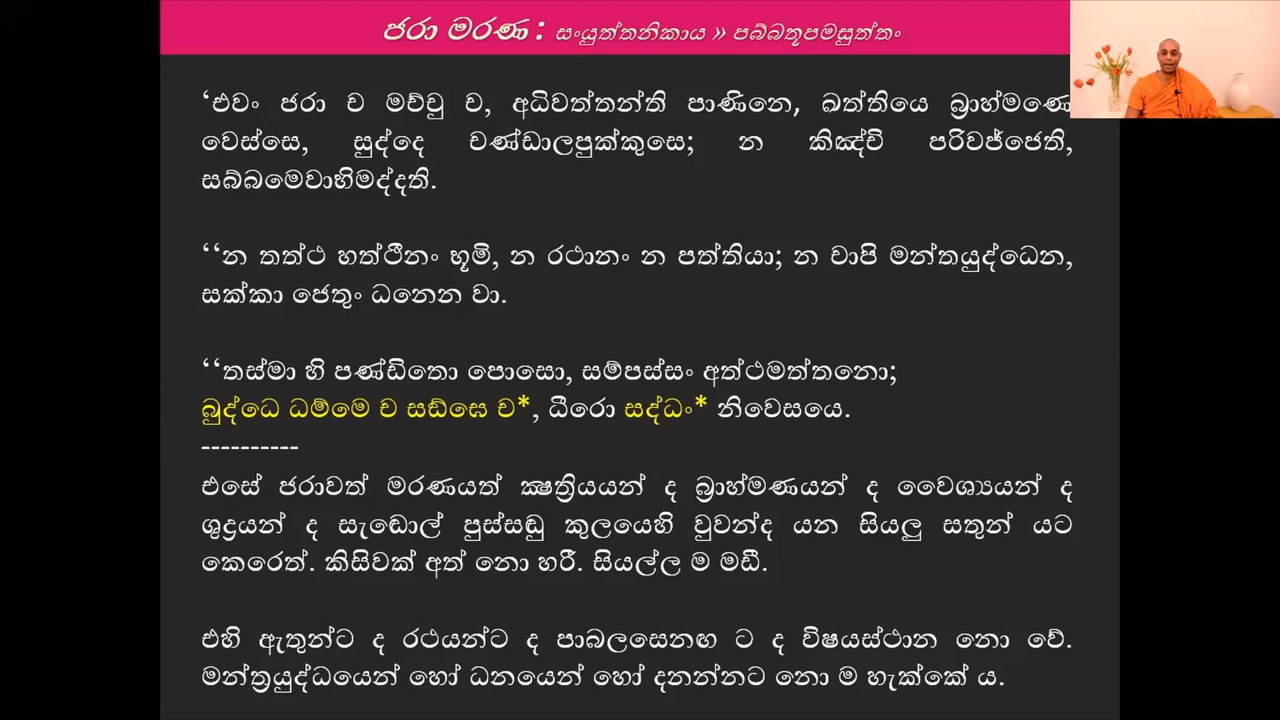 ජරා මරණ : සංයුත්තනිකාය » පබ්බතූපමසුත්තං
‘එවං ජරා ච මච්චු ච, අධිවත්තන්ති පාණිනෙ, ඛත්තියෙ බ්‍රාහ්මණෙ
වෙස්සෙ, සුද්දෙ චණ්ඩාලපුක්කුසෙ; න කිඤ්චි පරිවජ්ජෙති,
සබ්බමෙවාභිමද්දති.
‘‘න තත්ථ හත්ථීනං භූමි, න රථානං න පත්තියා; න චාපි මන්තයුද්ධෙන,
සක්කා ජෙතුං ධනෙන වා.
‘‘තස්මා හි පණ්ඩිතො පොසො, සම්පස්සං අත්ථමත්තනො;
බුද්ධෙ ධම්මෙ ච සඞ්ඝෙ ච*, ධීරො සද්ධං* නිවෙසයෙ.
----------
එසේ ජරාවත් මරණයත් ක්‍ෂත්‍රියයන් ද බ්‍රාහ්මණයන් ද වෛශ්‍යයන් ද
ශුද්‍රයන් ද සැඬොල් පුස්සඬු කුලයෙහි වුවන්ද යන සියලු සතුන් යට
කෙරෙත්. කිසිවක් අත් නො හරී. සියල්ල ම මඩී.
එහි ඇතුන්ට ද රථයන්ට ද පාබලසෙනඟ ට ද විෂයස්ථාන නො වේ.
මන්ත්‍රයුද්ධයෙන් හෝ ධනයෙන් හෝ දනන්නට නො ම හැක්කේ ය.